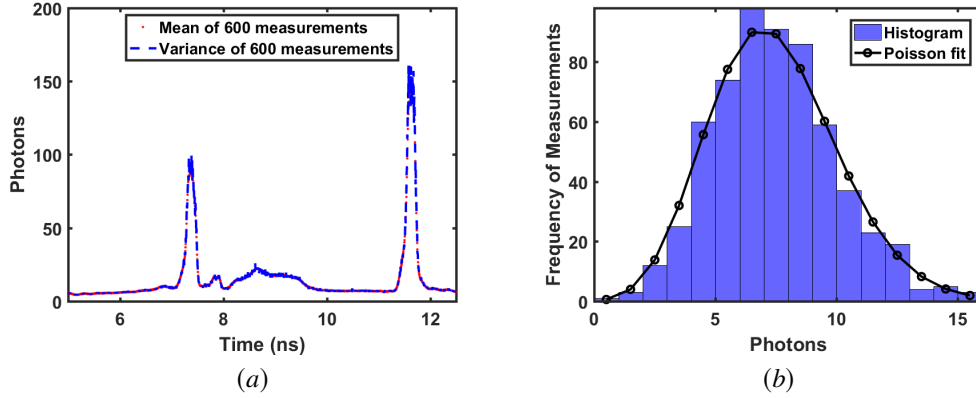 Mean of 600 measurements
Variance of 600 measurements
200
150
100
50
0
Photons
6
8
10
12
Time (ns)
(a)
Histogram
Poisson fit
80
60
40
20
0
Frequency of Measurements
0
5
10
15
Photons
(b)